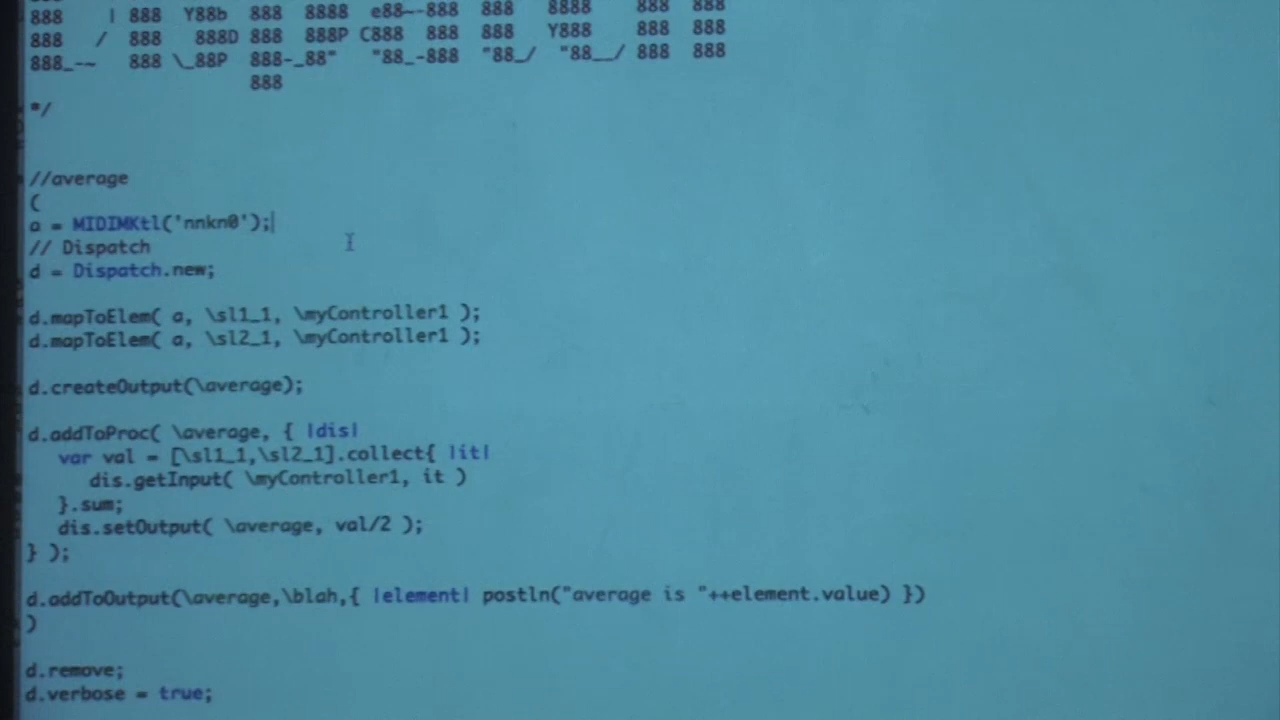 888      | 888   Y88b   888   8888   e88~-888   888    8888      888   888
888    /  888    888D 888   888P C888   888   888    Y888      888   888
888_-~    888 \_88P   888-_88"    "88_-888   "88_/   "88__/ 888   888
888
*/
//average
(
a = MIDIMKtl('nnkn0');
// Dispatch
d = Dispatch.new;
d.mapToElem( a, \sl1_1, \myController1 );
d.mapToElem( a, \sl2_1, \myController1 );
d.createOutput(\average);
d.addToProc( \average, { |dis|
var val = [\sl1_1,\sl2_1].collect{ |it|
dis.getInput( \myController1, it )
}.sum;
dis.setOutput( \average, val/2 );
} );
d.addToOutput(\average,\blah,{ |element| postln("average is "++element.value) })
)
d.remove;
d.verbose = true;